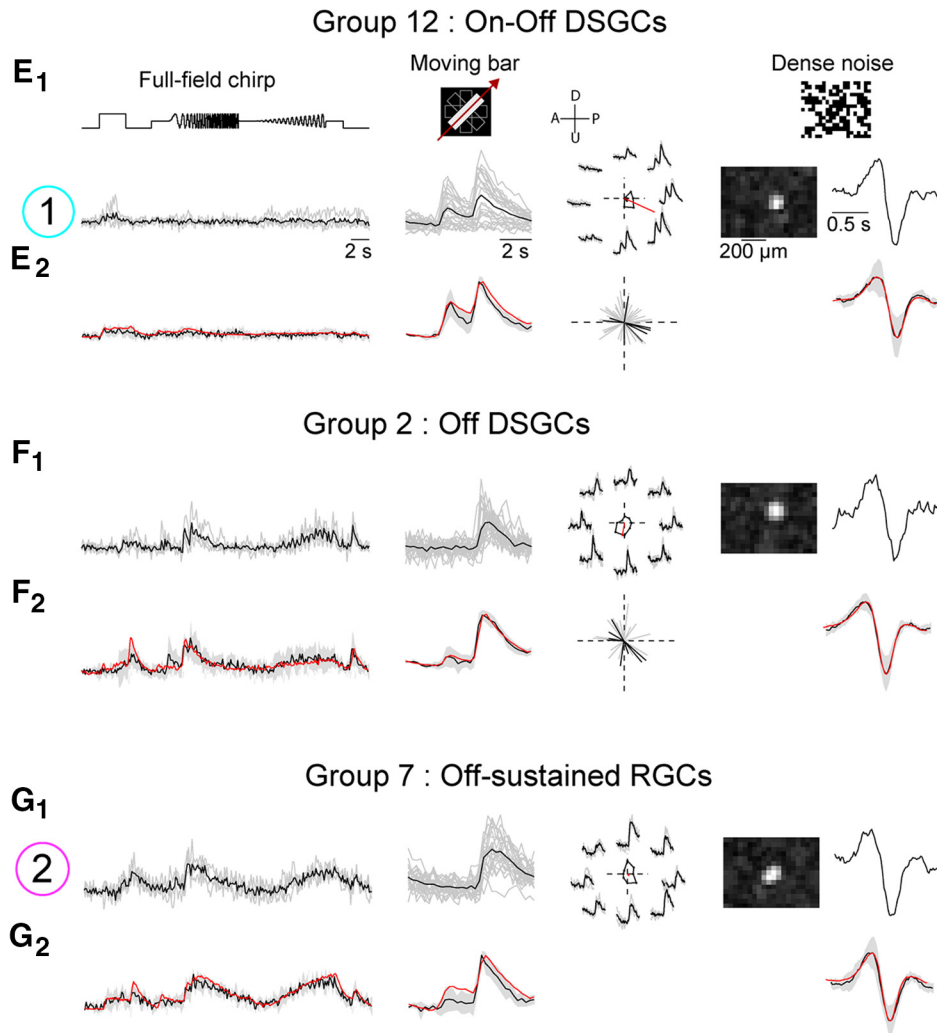 Group 12 : On-Off DSGCs
E1
Full-field chirp
Moving bar
Dense noise
D
A
P
U
1
2 s
2 s
200 µm
0.5 s
E2
Group 2 : Off DSGCs
F1
F2
Group 7 : Off-sustained RGCs
G1
2
G2